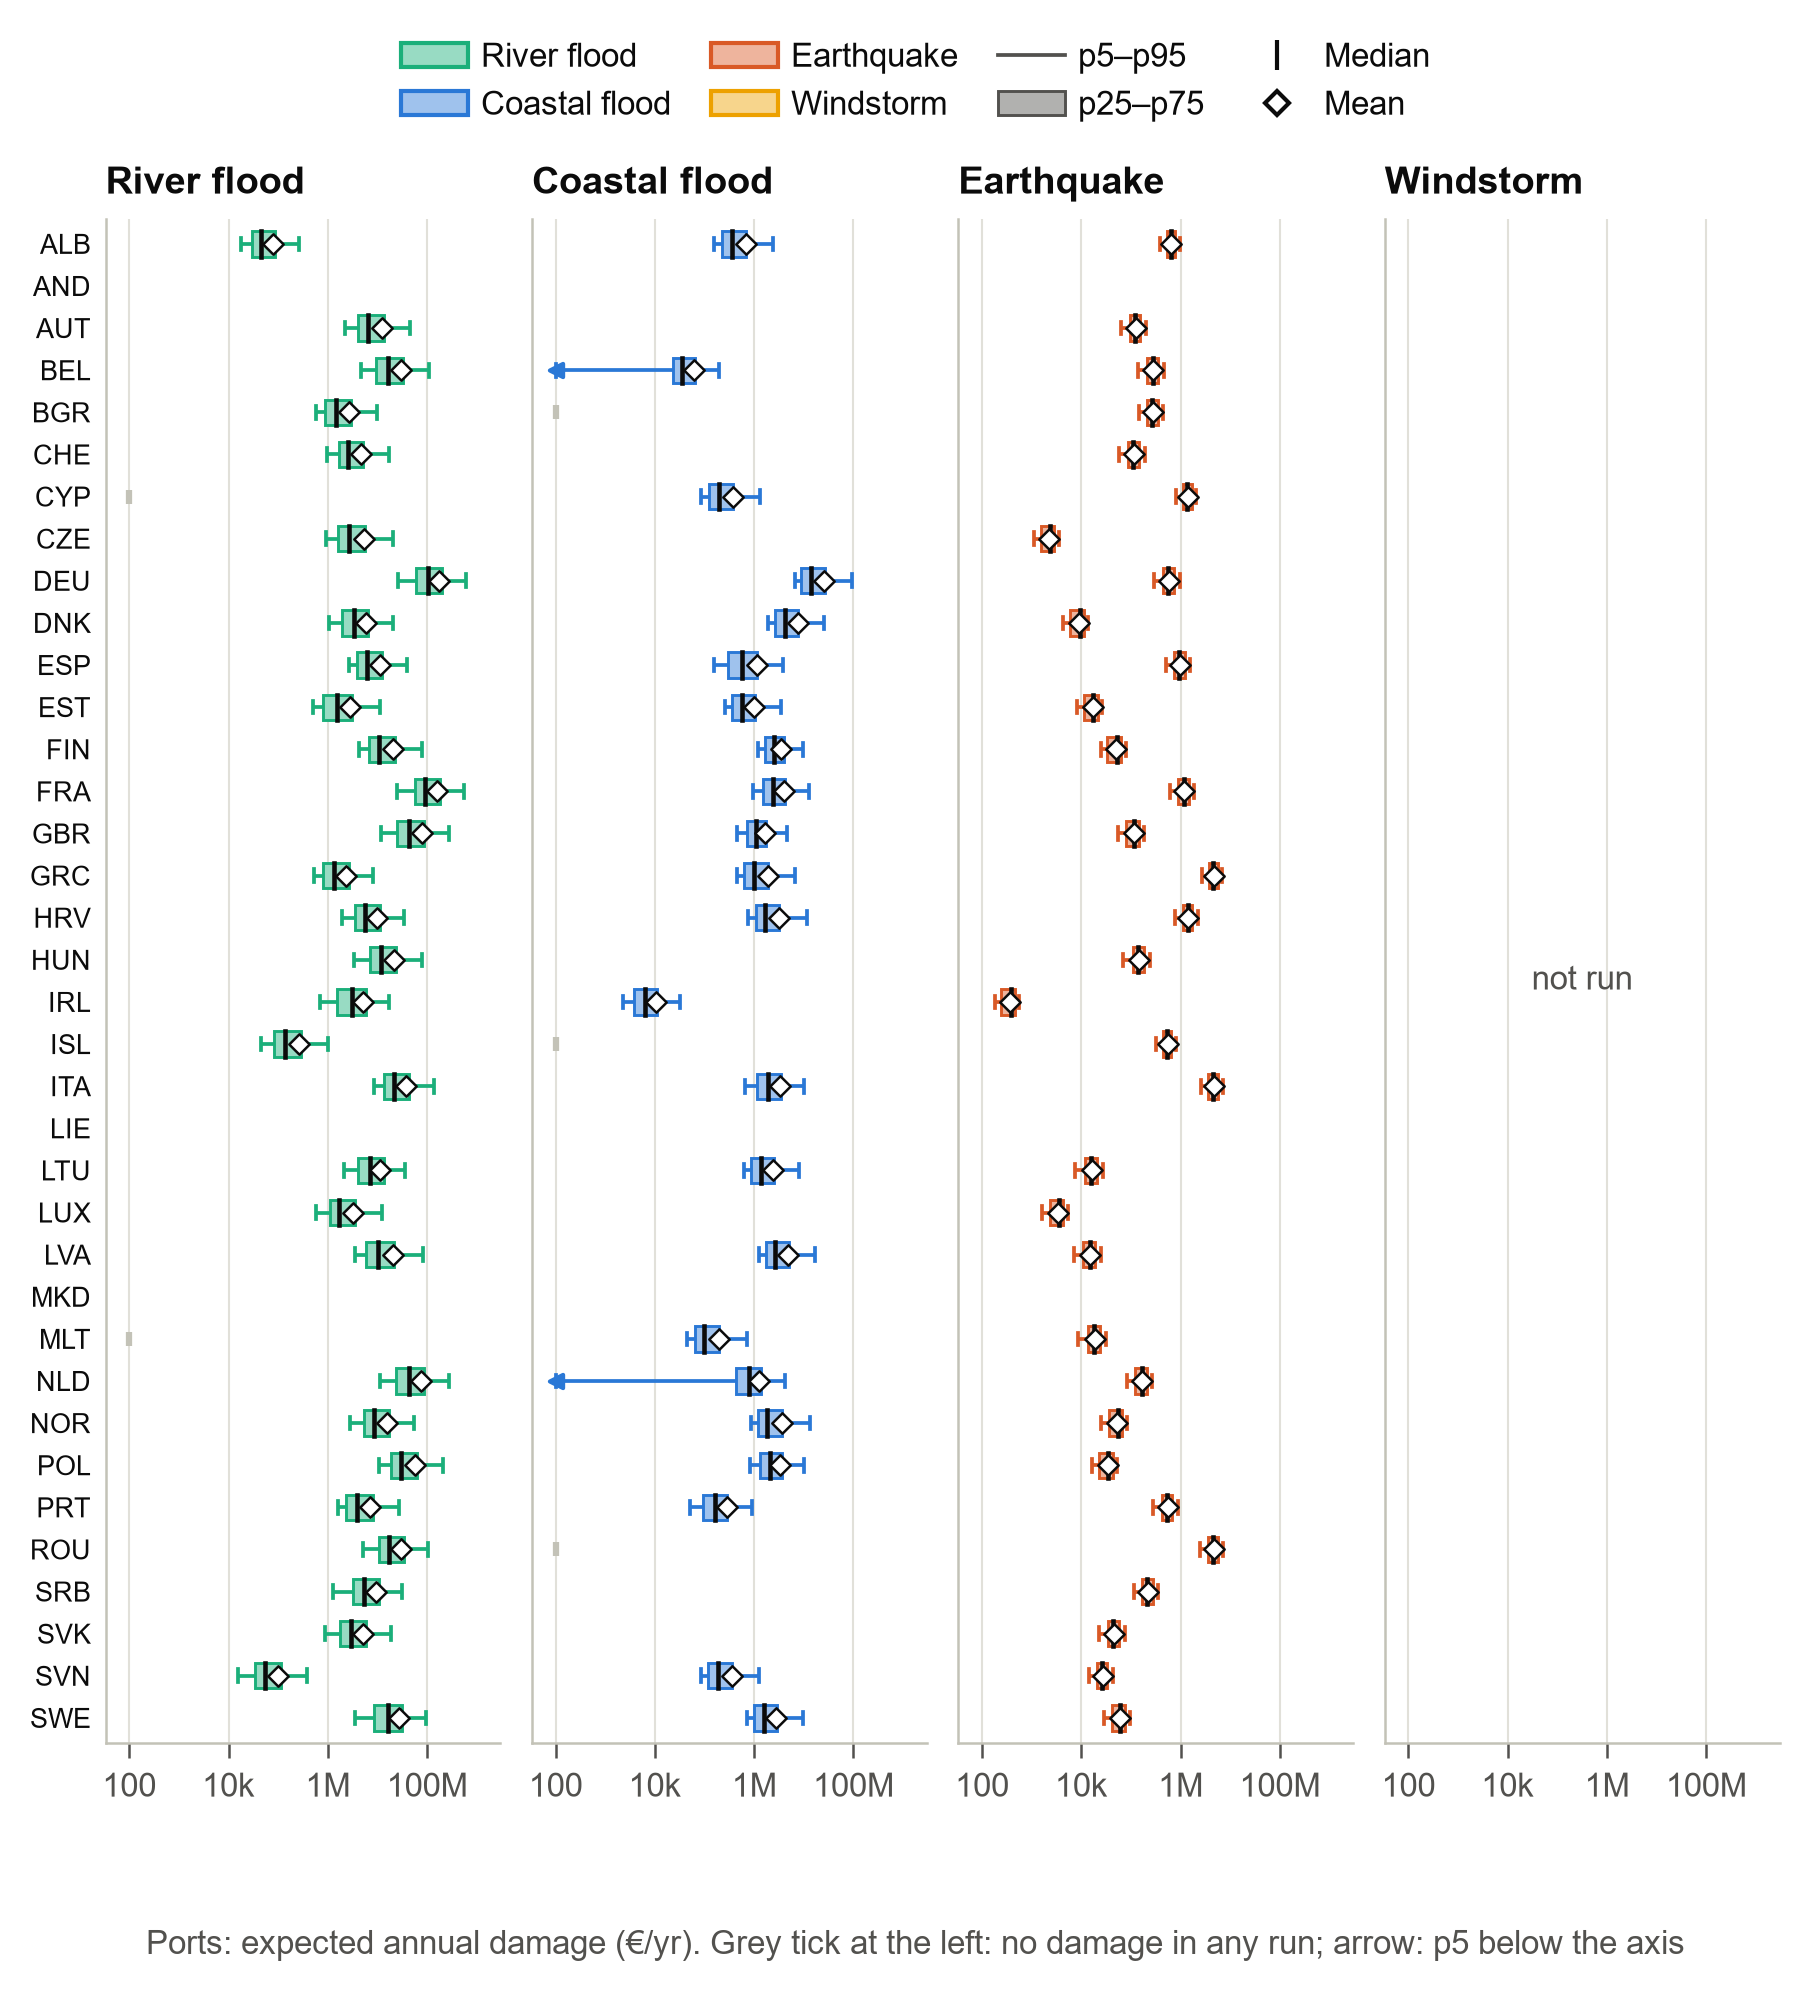 River flood Earthquake p5–p95 Median
Coastal flood Windstorm p25–p75 Mean
River flood Coastal flood Earthquake Windstorm
ALB
AND
AUT
BEL
BGR
CHE
CYP
CZE
DEU
DNK
ESP
EST
FIN
FRA
GBR
GRC
HRV
HUN
not run
IRL
ISL
ITA
LIE
LTU
LUX
LVA
MKD
MLT
NLD
NOR
POL
PRT
ROU
SRB
SVK
SVN
SWE
100 10k 1M 100M 100 10k 1M 100M 100 10k 1M 100M 100 10k 1M 100M
Ports: expected annual damage (€/yr). Grey tick at the left: no damage in any run; arrow: p5 below the axis